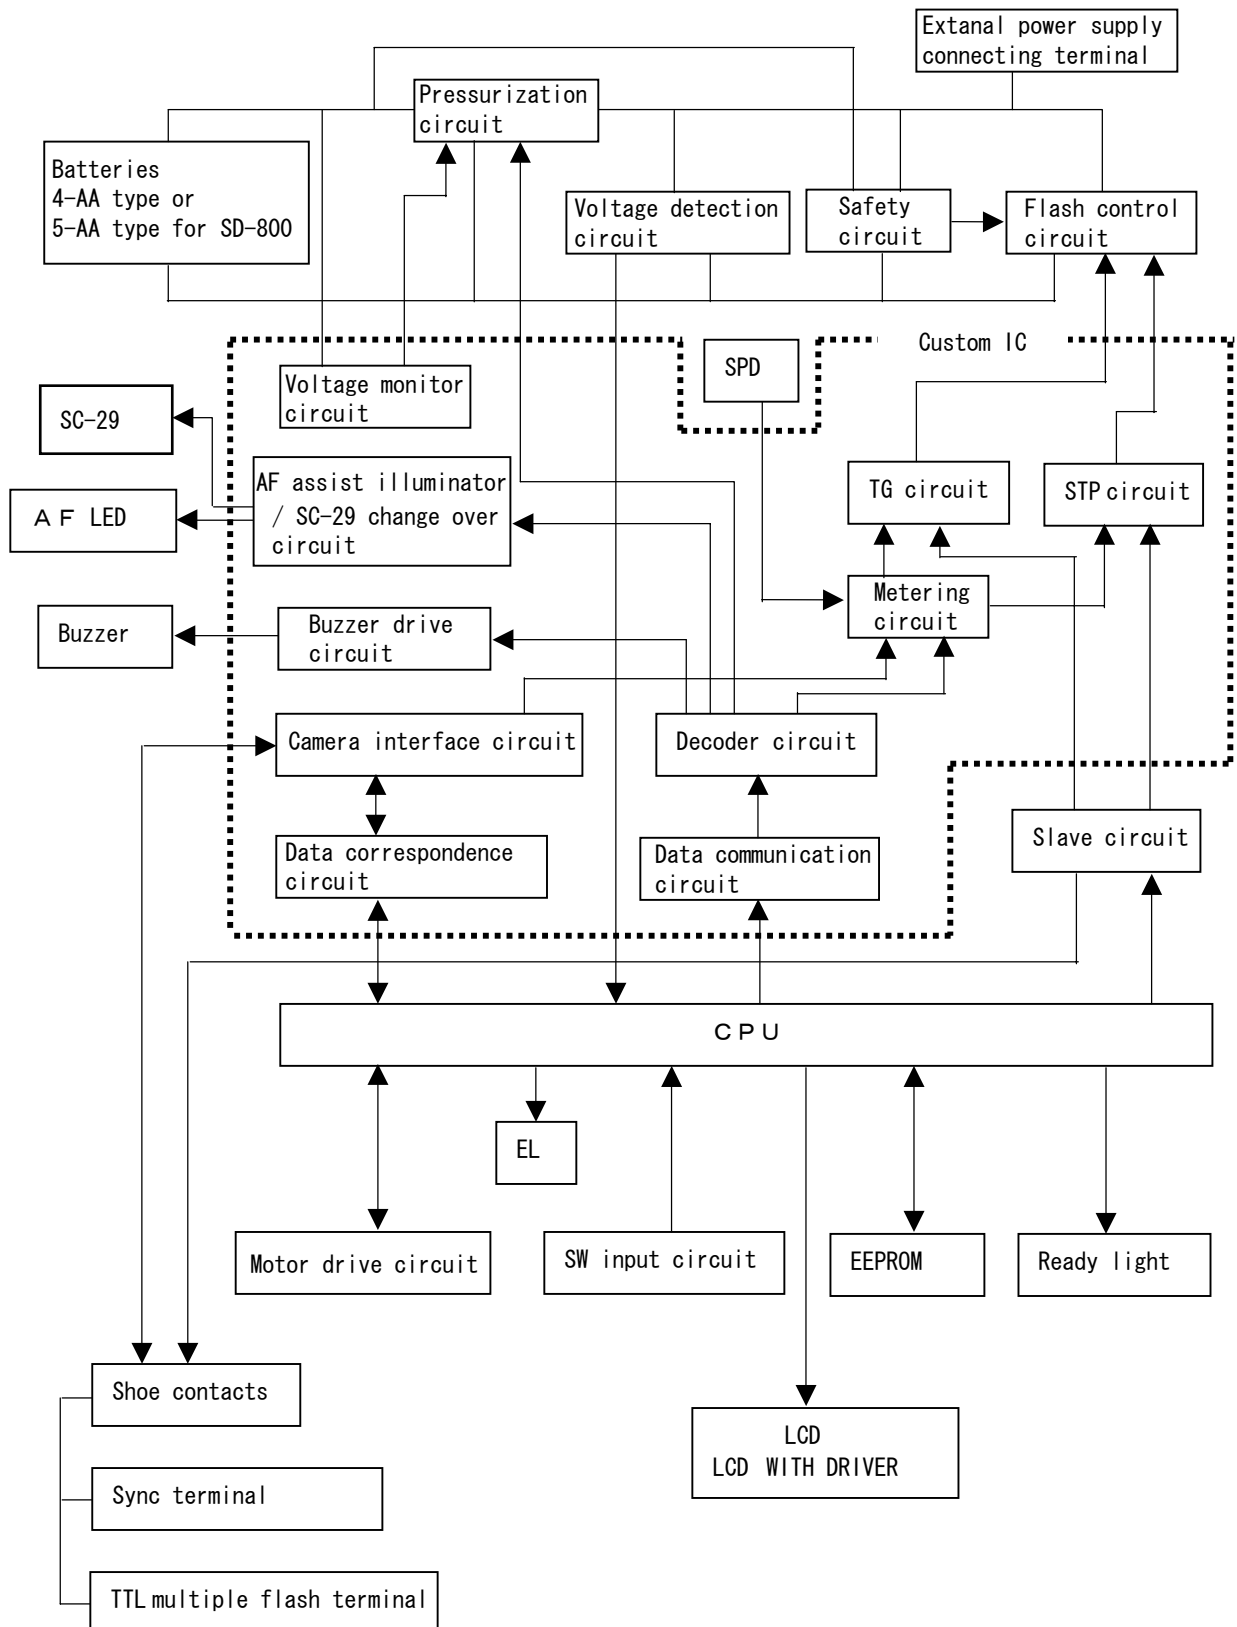 Extanal power supply
connecting terminal
Pressurization
circuit
Batteries
4-AA type or
5-AA type for SD-800
Voltage detection
circuit
Safety
circuit
Flash control
circuit
Custom IC
SPD
Voltage monitor
circuit
SC-29
AF assist illuminator
/ SC-29 change over
circuit
TG circuit
STP circuit
ＡＦ LED
Metering
circuit
Buzzer
Buzzer drive
circuit
Camera interface circuit
Decoder circuit
Slave circuit
Data correspondence
circuit
Data communication
circuit
ＣＰＵ
EL
Motor drive circuit
SW input circuit
EEPROM
Ready light
Shoe contacts
LCD
LCD WITH DRIVER
Sync terminal
TTL multiple flash terminal